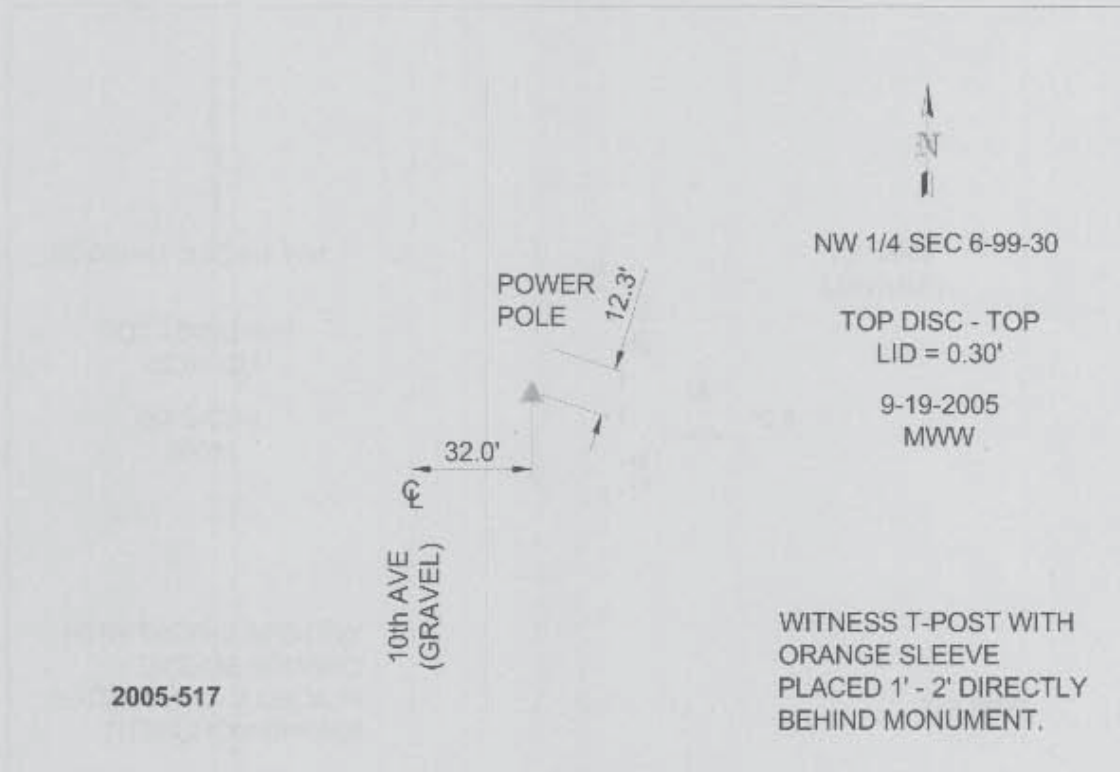 N
NW 1/4 SEC 6-99-30
POWER
POLE
12.3'
TOP DISC - TOP
LID = 0.30'
9-19-2005
MWW
32.0'
℄
10th AVE
(GRAVEL)
WITNESS T-POST WITH
ORANGE SLEEVE
PLACED 1' - 2' DIRECTLY
BEHIND MONUMENT.
2005-517